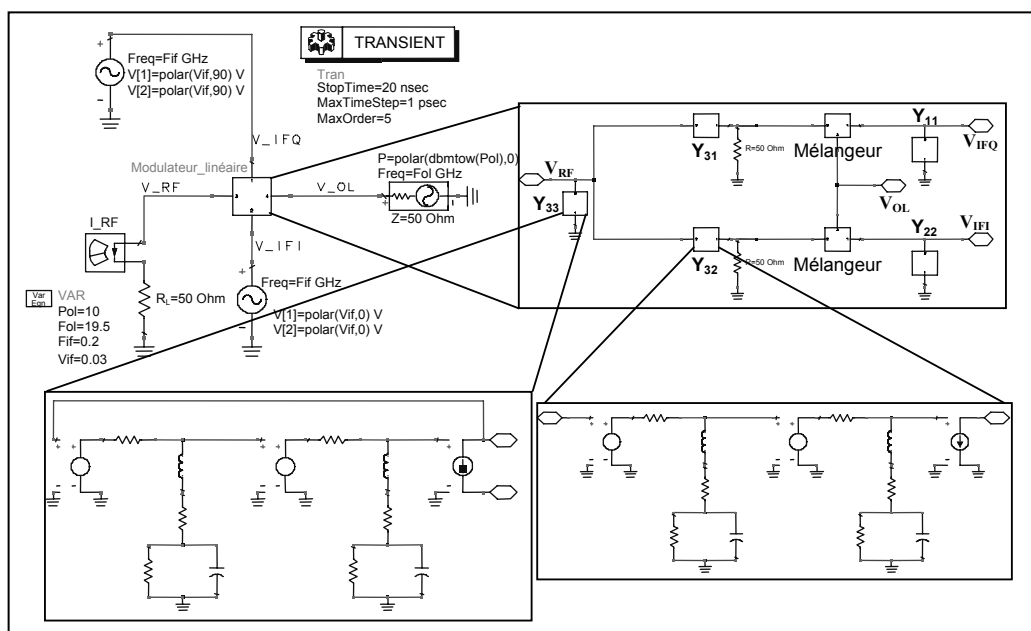 TRANSIENT
Tran
StopTime=20 nsec
MaxTimeStep=1 psec
MaxOrder=5
Freq=Fif GHz
V[1]=polar(Vif,90) V
V[2]=polar(Vif,90) V
V_IFQ
Modulateur_linéaire
V_RF
V_OL
P=polar(dbmtow(Pol),0)
Freq=Fol GHz
Z=50 Ohm
I_RF
V_IFI
Freq=Fif GHz
V[1]=polar(Vif,0) V
V[2]=polar(Vif,0) V
RL=50 Ohm
Var
Eqn
VAR
Pol=10
Fol=19.5
Fif=0.2
Vif=0.03
Y31
R=50 Ohm
Mélangeur
Y11
VIFQ
VRF
Y33
VOL
Y32
R=50 Ohm
Mélangeur
Y22
VIFI